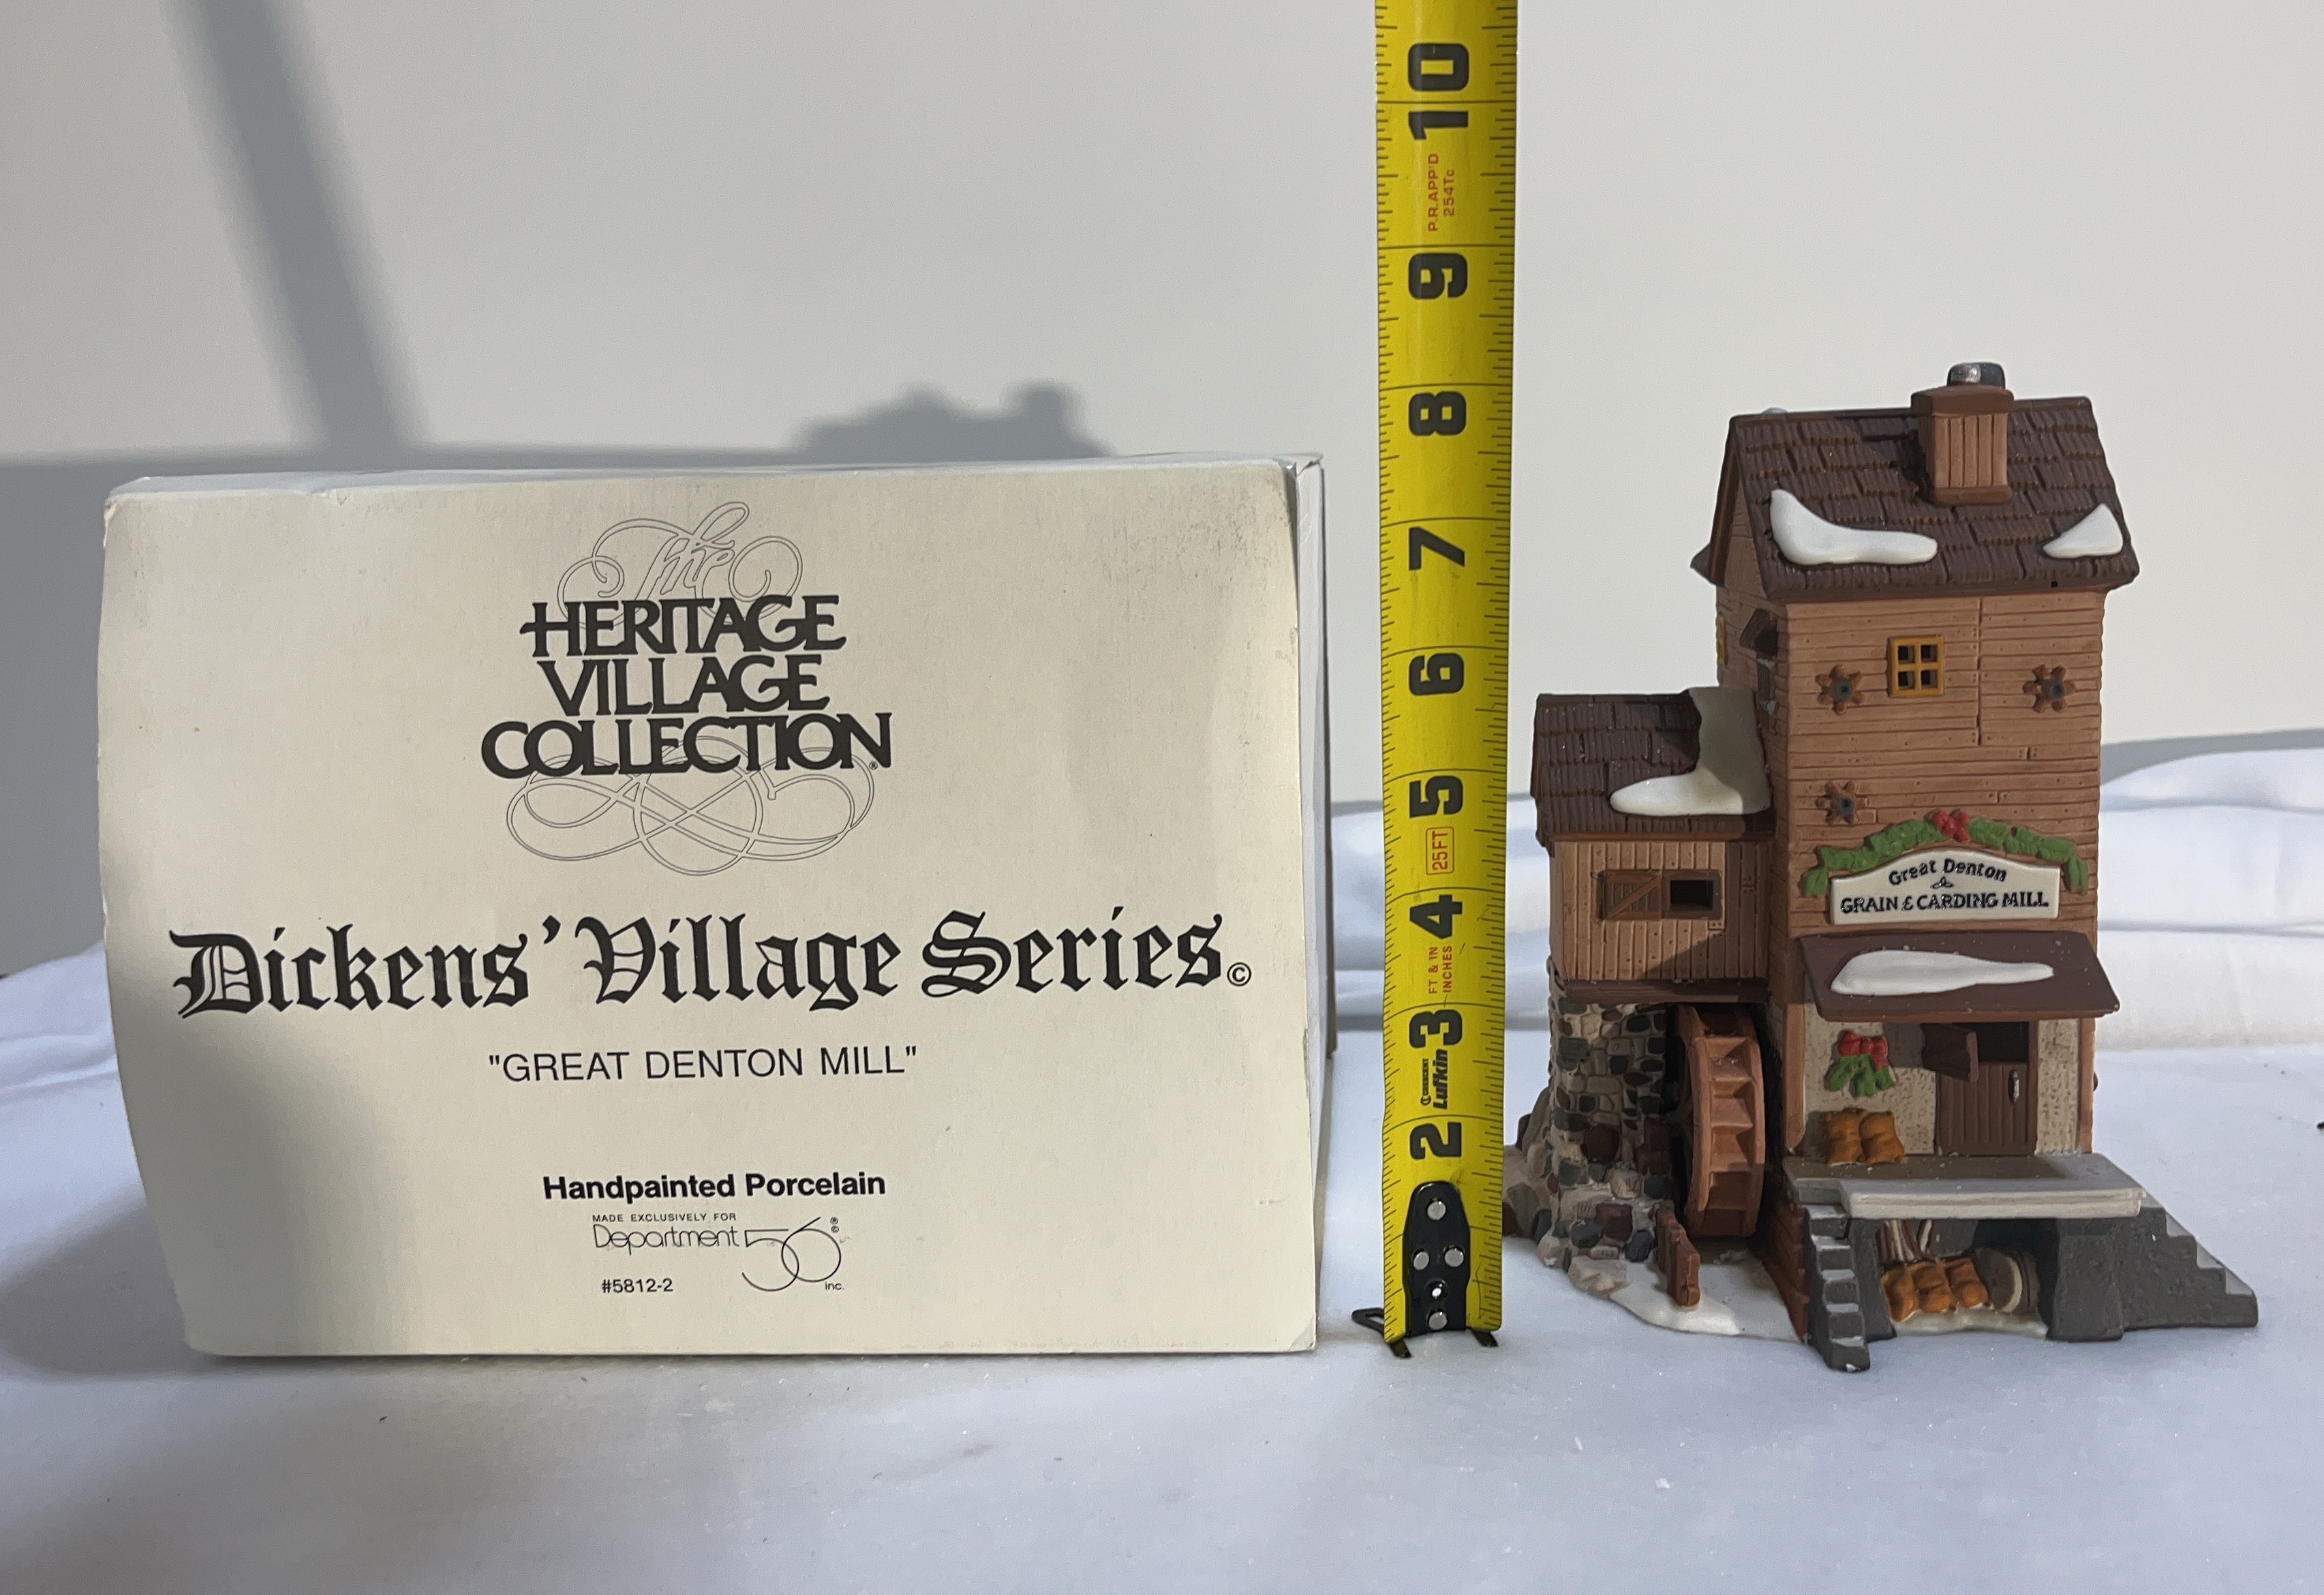 The
HERITAGE
VILLAGE
COLLECTION®
Dickens' Village Series©
"GREAT DENTON MILL"
Handpainted Porcelain
MADE EXCLUSIVELY FOR
Department 56®©
#5812-2
inc.
10
P.R.APP'D
254Tc
9
8
7
6
5
25FT
4
FT & IN
INCHES
3
CRESCENT
Lufkin
2
Great Denton
&
GRAIN & CARDING MILL